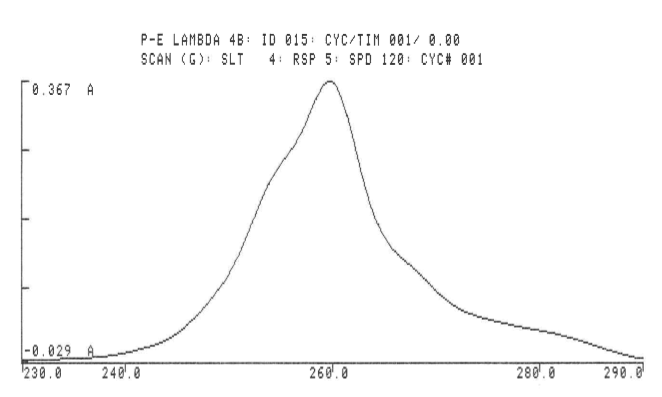 P-E LAMBDA 4B: ID 015: CYC/TIM 001/ 0.00
SCAN (G): SLT 4: RSP 5: SPD 120: CYC# 001
0.367 A
-0.029 A
230.0 240.0 260.0 280.0 290.0